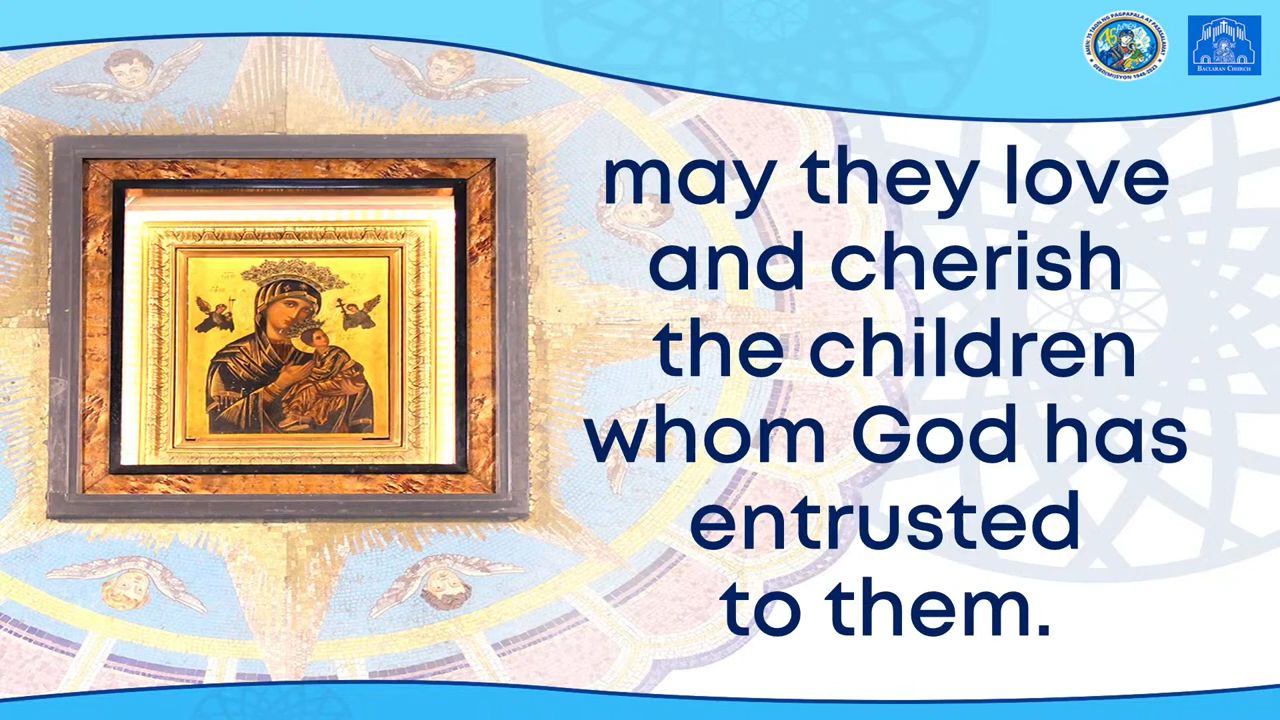 may they love
and cherish
the children
whom God has
entrusted
to them.
BACLARAN CHURCH